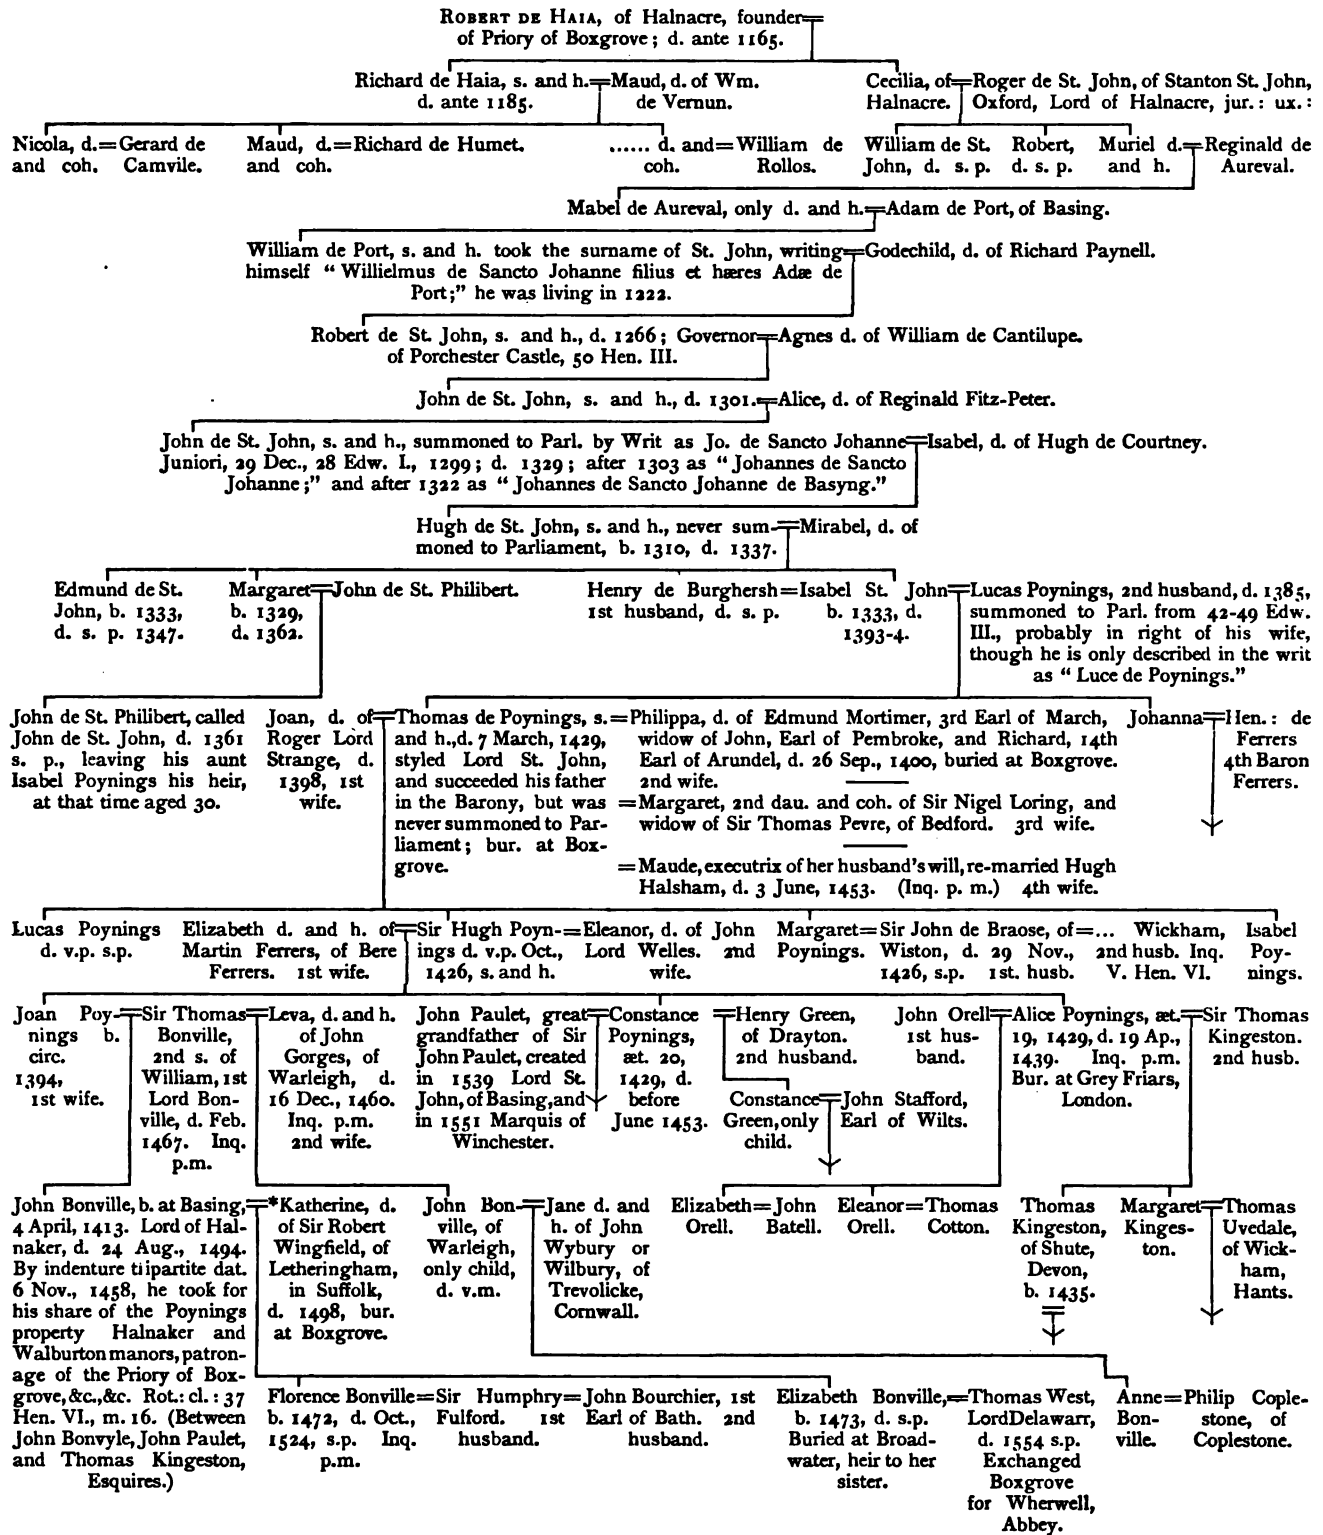 ROBERT DE HAIA, of Halnacre, founder=
of Priory of Boxgrove; d. ante 1165.
Richard de Haia, s. and h.=Maud, d. of Wm.
d. ante 1185. de Vernun.
Cecilia, of=Roger de St. John, of Stanton St. John,
Halnacre. Oxford, Lord of Halnacre, jur.: ux.:
Nicola, d.=Gerard de
and coh. Camvile.
Maud, d.=Richard de Humet.
and coh.
...... d. and=William de
coh. Rollos.
William de St.
John, d. s. p.
Robert,
d. s. p.
Muriel d.=Reginald de
and h. Aureval.
Mabel de Aureval, only d. and h.=Adam de Port, of Basing.
William de Port, s. and h. took the surname of St. John, writing=Godechild, d. of Richard Paynell.
himself “ Willielmus de Sancto Johanne filius et hæres Adæ de
Port;” he was living in 1222.
Robert de St. John, s. and h., d. 1266; Governor=Agnes d. of William de Cantilupe.
of Porchester Castle, 50 Hen. III.
John de St. John, s. and h., d. 1301.=Alice, d. of Reginald Fitz-Peter.
John de St. John, s. and h., summoned to Parl. by Writ as Jo. de Sancto Johanne=Isabel, d. of Hugh de Courtney.
Juniori, 29 Dec., 28 Edw. I., 1299; d. 1329; after 1303 as “ Johannes de Sancto
Johanne;” and after 1322 as “ Johannes de Sancto Johanne de Basyng.”
Hugh de St. John, s. and h., never sum-=Mirabel, d. of
moned to Parliament, b. 1310, d. 1337.
Edmund de St.
John, b. 1333,
d. s. p. 1347.
Margaret=John de St. Philibert.
b. 1329,
d. 1362.
Henry de Burghersh=Isabel St. John=Lucas Poynings, 2nd husband, d. 1385,
1st husband, d. s. p. b. 1333, d. summoned to Parl. from 42-49 Edw.
1393-4. III., probably in right of his wife,
though he is only described in the writ
as “ Luce de Poynings.”
John de St. Philibert, called
John de St. John, d. 1361
s. p., leaving his aunt
Isabel Poynings his heir,
at that time aged 30.
Joan, d. of=
Roger Lord
Strange, d.
1398, 1st
wife.
Thomas de Poynings, s.
and h., d. 7 March, 1429,
styled Lord St. John,
and succeeded his father
in the Barony, but was
never summoned to Par-
liament; bur. at Box-
grove.
=Philippa, d. of Edmund Mortimer, 3rd Earl of March,
widow of John, Earl of Pembroke, and Richard, 14th
Earl of Arundel, d. 26 Sep., 1400, buried at Boxgrove.
2nd wife.
=Margaret, 2nd dau. and coh. of Sir Nigel Loring, and
widow of Sir Thomas Pevre, of Bedford. 3rd wife.
=Maude, executrix of her husband's will, re-married Hugh
Halsham, d. 3 June, 1453. (Inq. p. m.) 4th wife.
Johanna=Hen.: de
Ferrers
4th Baron
Ferrers.
Lucas Poynings
d. v.p. s.p.
Elizabeth d. and h. of=
Martin Ferrers, of Bere
Ferrers. 1st wife.
Sir Hugh Poyn-=
ings d. v.p. Oct.,
1426, s. and h.
Eleanor, d. of John
Lord Welles. 2nd
wife.
Margaret=
Poynings.
Sir John de Braose, of=
Wiston, d. 29 Nov.,
1426, s.p. 1st. husb.
... Wickham,
2nd husb. Inq.
V. Hen. VI.
Isabel
Poy-
nings.
Joan Poy-=
nings b.
circ.
1394,
1st wife.
Sir Thomas=
Bonville,
2nd s. of
William, 1st
Lord Bon-
ville, d. Feb.
1467. Inq.
p.m.
Leva, d. and h.
of John
Gorges, of
Warleigh, d.
16 Dec., 1460.
Inq. p.m.
2nd wife.
John Paulet, great=
grandfather of Sir
John Paulet, created
in 1539 Lord St.
John, of Basing, and
in 1551 Marquis of
Winchester.
Constance=
Poynings,
æt. 20,
1429, d.
before
June 1453.
Henry Green,
of Drayton.
2nd husband.
Constance=John Stafford,
Green, only Earl of Wilts.
child.
John Orell=
1st hus-
band.
Alice Poynings, æt.=
19, 1429, d. 19 Ap.,
1439. Inq. p.m.
Bur. at Grey Friars,
London.
Sir Thomas
Kingeston.
2nd husb.
John Bonville, b. at Basing,=
4 April, 1413. Lord of Hal-
naker, d. 24 Aug., 1494.
By indenture tiipartite dat.
6 Nov., 1458, he took for
his share of the Poynings
property Halnaker and
Walburton manors, patron-
age of the Priory of Box-
grove, &c., &c. Rot.: cl.: 37
Hen. VI., m. 16. (Between
John Bonvyle, John Paulet,
and Thomas Kingeston,
Esquires.)
*Katherine, d.
of Sir Robert
Wingfield, of
Letheringham,
in Suffolk,
d. 1498, bur.
at Boxgrove.
John Bon-=
ville, of
Warleigh,
only child,
d. v.m.
Jane d. and
h. of John
Wybury or
Wilbury, of
Trevolicke,
Cornwall.
Elizabeth=John
Orell. Batell.
Eleanor=Thomas
Orell. Cotton.
Thomas
Kingeston,
of Shute,
Devon,
b. 1435.
Margaret=
Kinges-
ton.
Thomas
Uvedale,
of Wick-
ham,
Hants.
Florence Bonville=
b. 1472, d. Oct.,
1524, s.p. Inq.
p.m.
Sir Humphry=
Fulford. 1st
husband.
John Bourchier, 1st
Earl of Bath. 2nd
husband.
Elizabeth Bonville,=
b. 1473, d. s.p.
Buried at Broad-
water, heir to her
sister.
Thomas West,
Lord Delawarr,
d. 1554 s.p.
Exchanged
Boxgrove
for Wherwell,
Abbey.
Anne=
Bon-
ville.
Philip Cople-
stone, of
Coplestone.